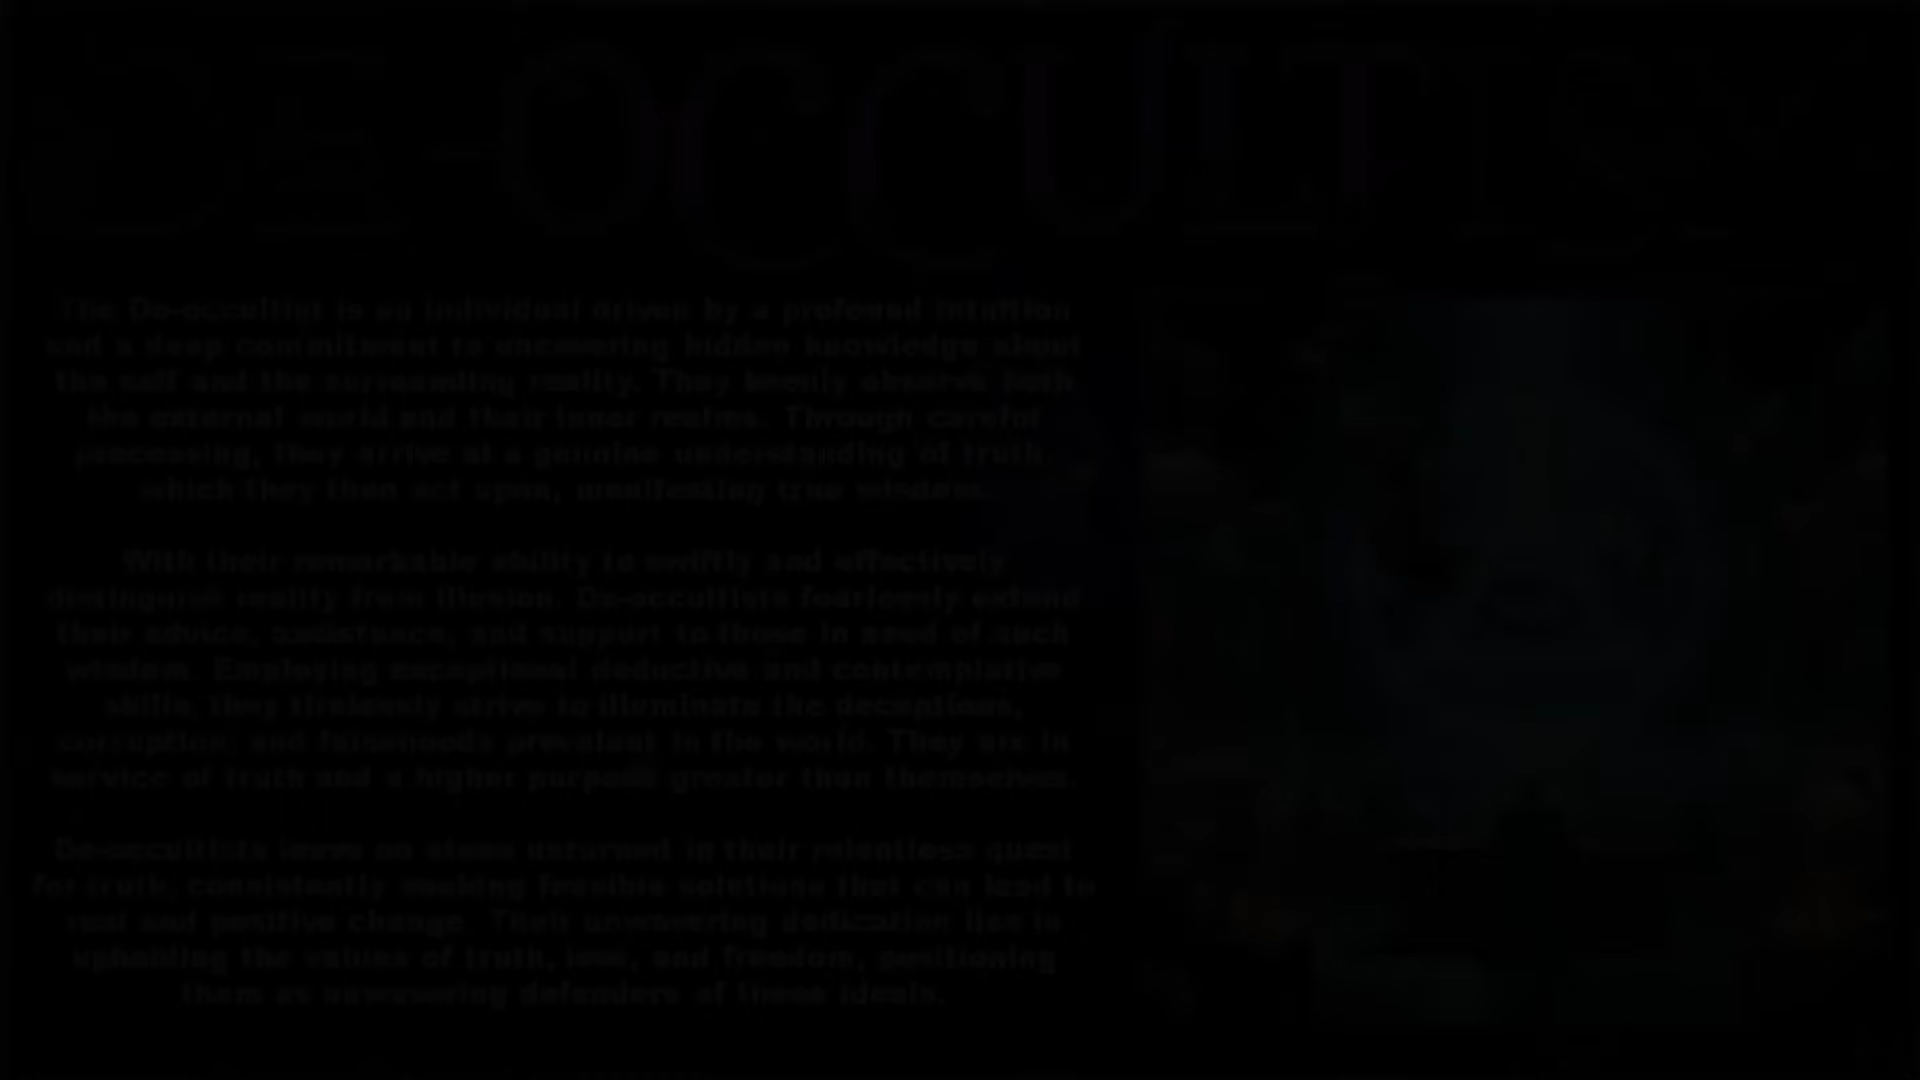 DE-OCCULTIST
The De-occultist is an individual driven by a profound intuition
and a deep commitment to uncovering hidden knowledge about
the self and the surrounding reality. They keenly observe both
the external world and their inner realms. Through careful
processing, they arrive at a genuine understanding of truth,
which they then act upon, manifesting true wisdom.
With their remarkable ability to swiftly and effectively
distinguish reality from illusion, De-occultists fearlessly extend
their advice, assistance, and support to those in need of such
wisdom. Employing exceptional deductive and contemplative
skills, they tirelessly strive to illuminate the deceptions,
corruption, and falsehoods prevalent in the world. They are in
service of truth and a higher purpose greater than themselves.
De-occultists leave no stone unturned in their relentless quest
for truth, consistently seeking feasible solutions that can lead to
real and positive change. Their unwavering dedication lies in
upholding the values of truth, love, and freedom, positioning
them as unwavering defenders of these ideals.